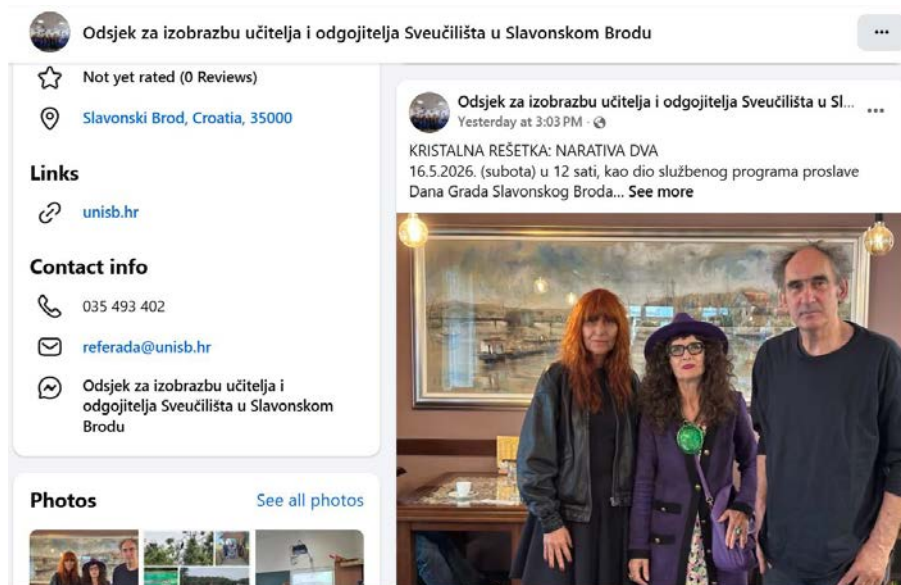 Odsjek za izobrazbu učitelja i odgojitelja Sveučilišta u Slavonskom Brodu
Not yet rated (0 Reviews)
Slavonski Brod, Croatia, 35000
Links
unisb.hr
Contact info
035 493 402
referada@unisb.hr
Odsjek za izobrazbu učitelja i
odgojitelja Sveučilišta u Slavonskom
Brodu
Photos
See all photos
Odsjek za izobrazbu učitelja i odgojitelja Sveučilišta u Sl...
Yesterday at 3:03 PM ·
KRISTALNA REŠETKA: NARATIVA DVA
16.5.2026. (subota) u 12 sati, kao dio službenog programa proslave
Dana Grada Slavonskog Broda... See more